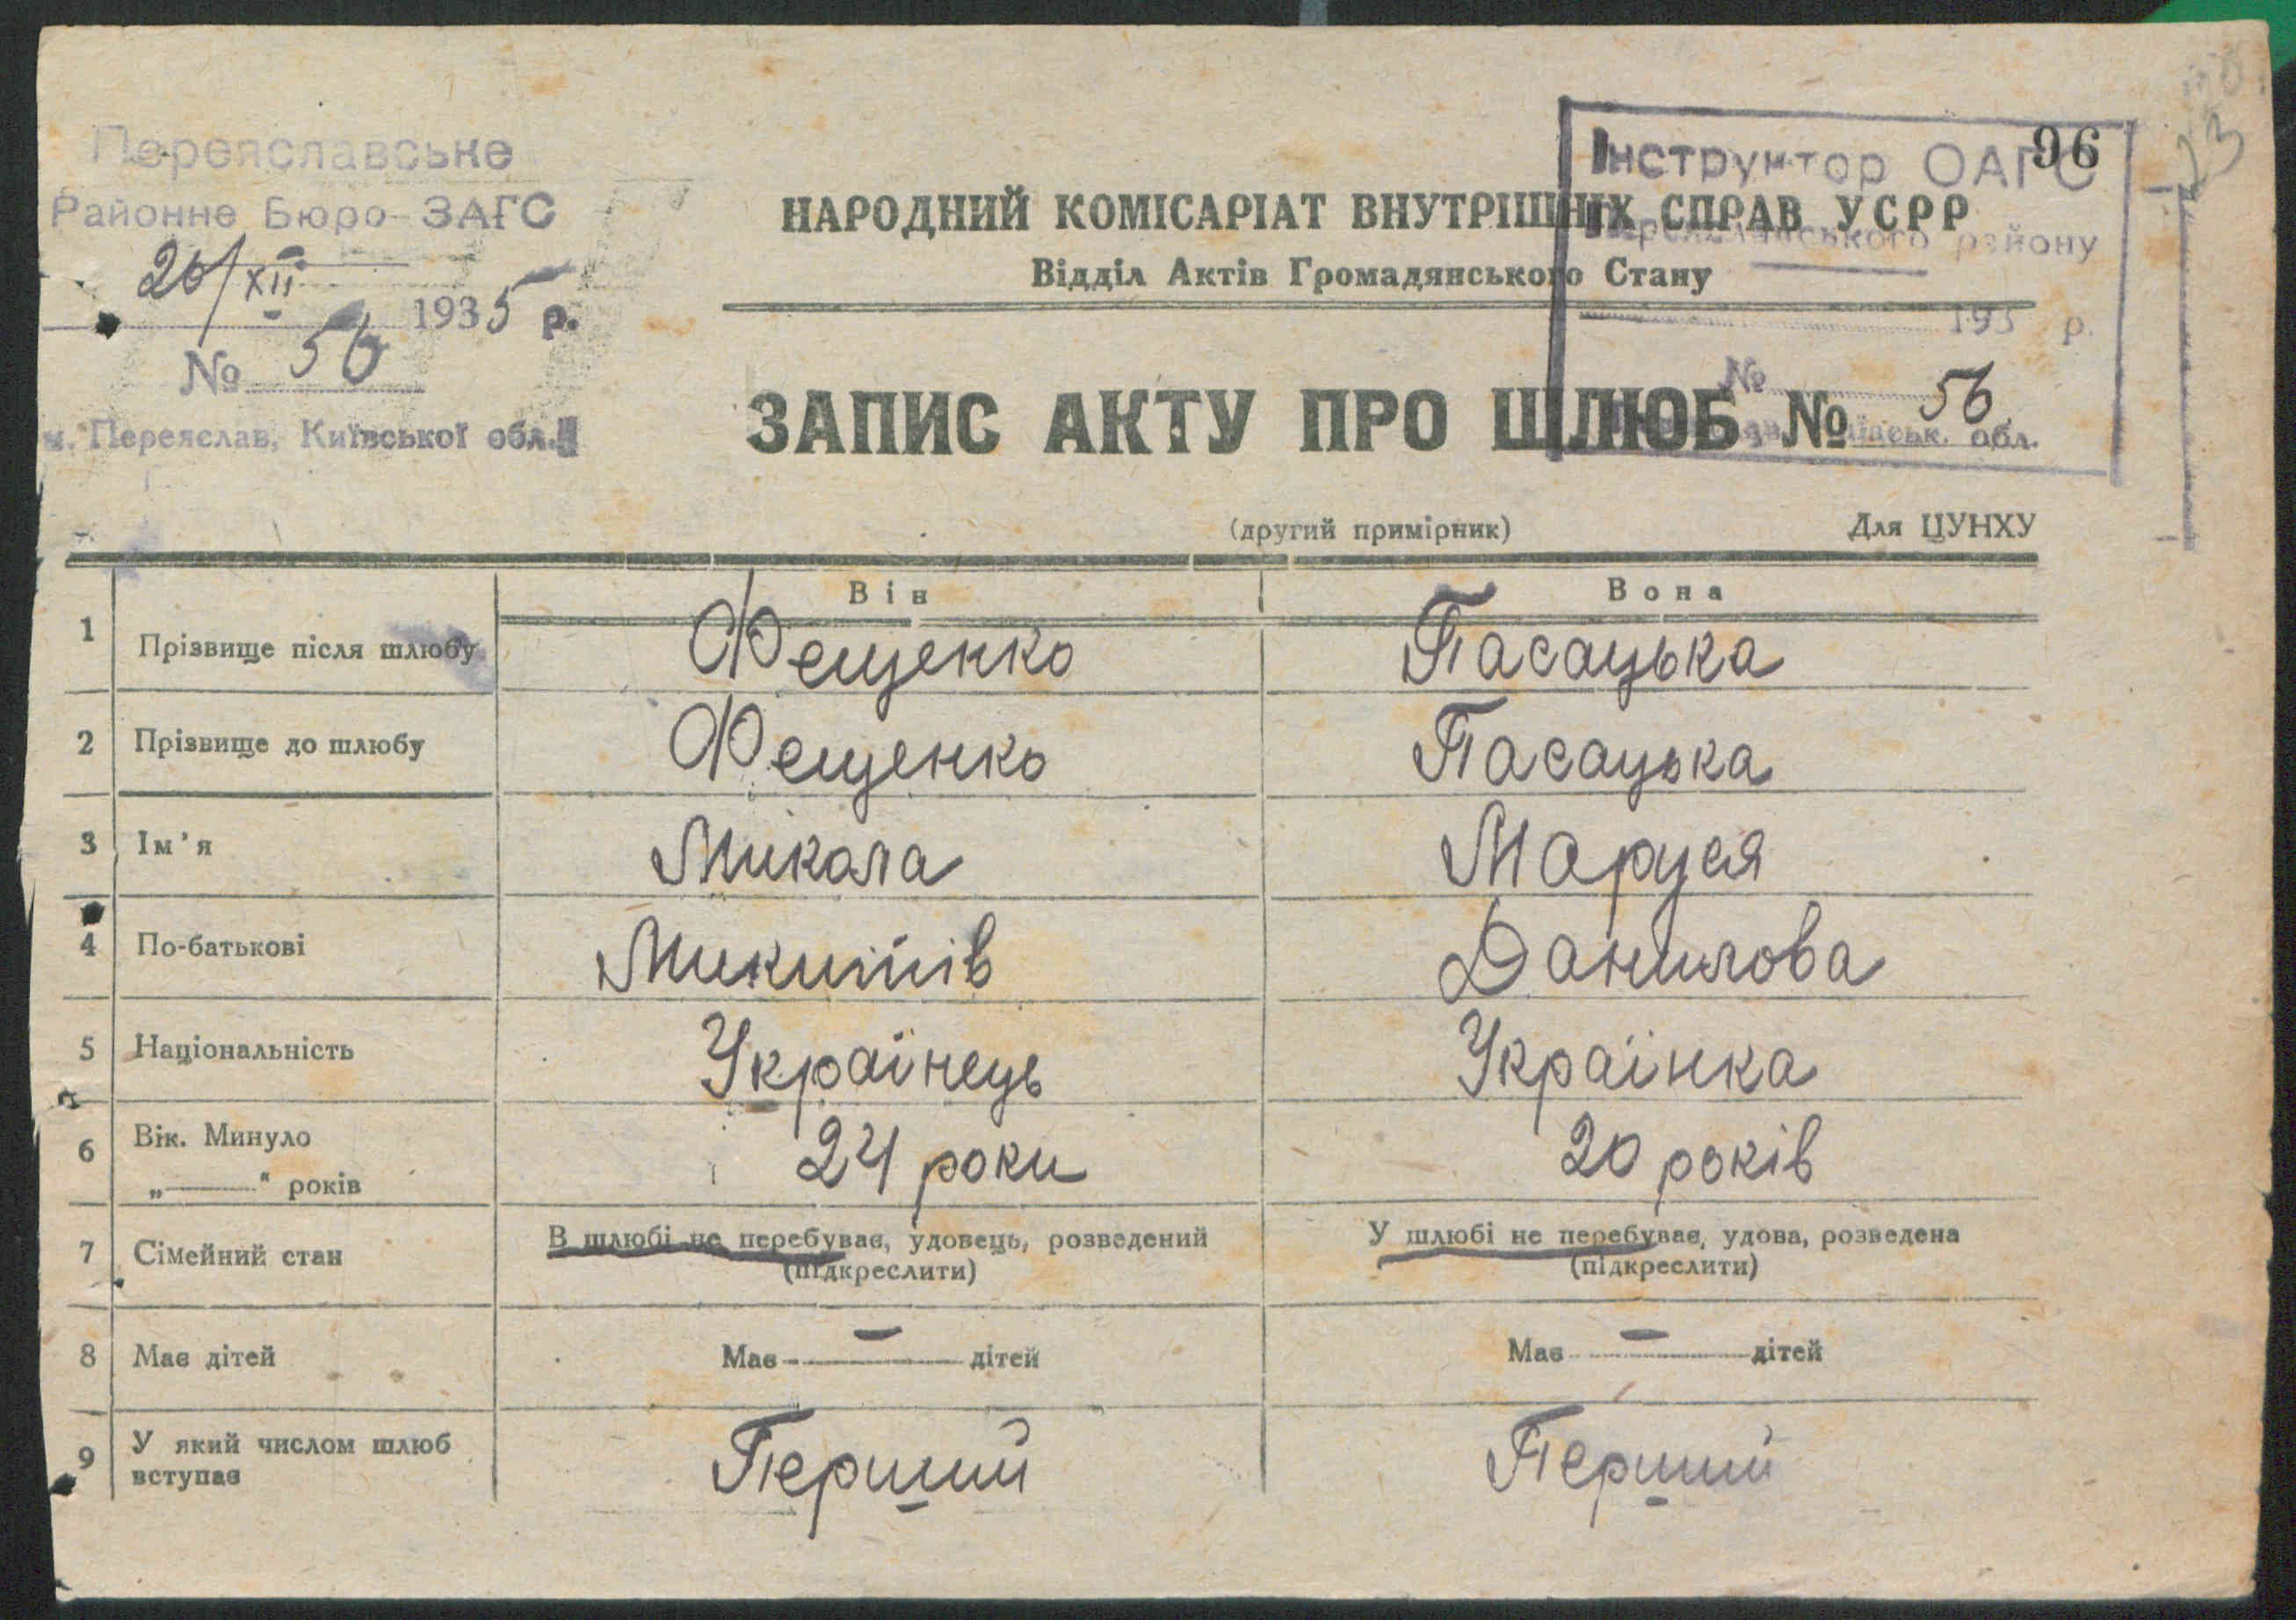 Переяславське
Районне Бюро ЗАГС
26/XII 1935 р.
№ 56
м. Переяслав, Київської обл.
96
Інструктор ОАГС
Переяславського району
193 р.
№
обл.
23
НАРОДНИЙ КОМІСАРІАТ ВНУТРІШНІХ СПРАВ УСРР
Відділ Актів Громадянського Стану
ЗАПИС АКТУ ПРО ШЛЮБ № 56
(другий примірник) Для ЦУНХУ
Він Вона
1 Прізвище після шлюбу Фещенко Пасацька
2 Прізвище до шлюбу Фещенко Пасацька
3 Ім'я Микола Маруся
4 По-батькові Микитів Данилова
5 Національність Українець Українка
6 Вік. Минуло 24 роки 20 років
„——“ років
7 Сімейний стан В шлюбі не перебуває, удовець, розведений У шлюбі не перебуває, удова, розведена
(підкреслити) (підкреслити)
8 Має дітей Має — дітей Має — дітей
9 У який числом шлюб Перший Перший
вступає